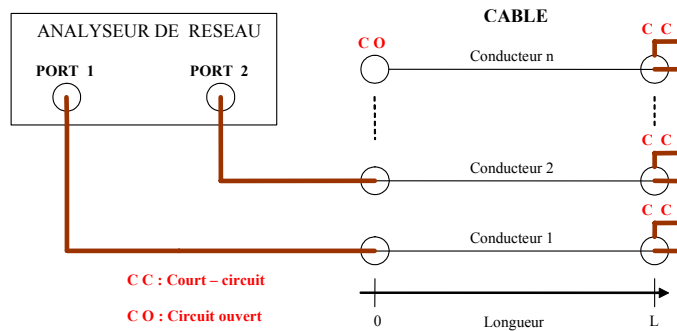 CABLE
ANALYSEUR DE RESEAU
C O
C C
Conducteur n
PORT 1
PORT 2
C C
Conducteur 2
C C
Conducteur 1
C C : Court – circuit
C O : Circuit ouvert
0
Longueur
L